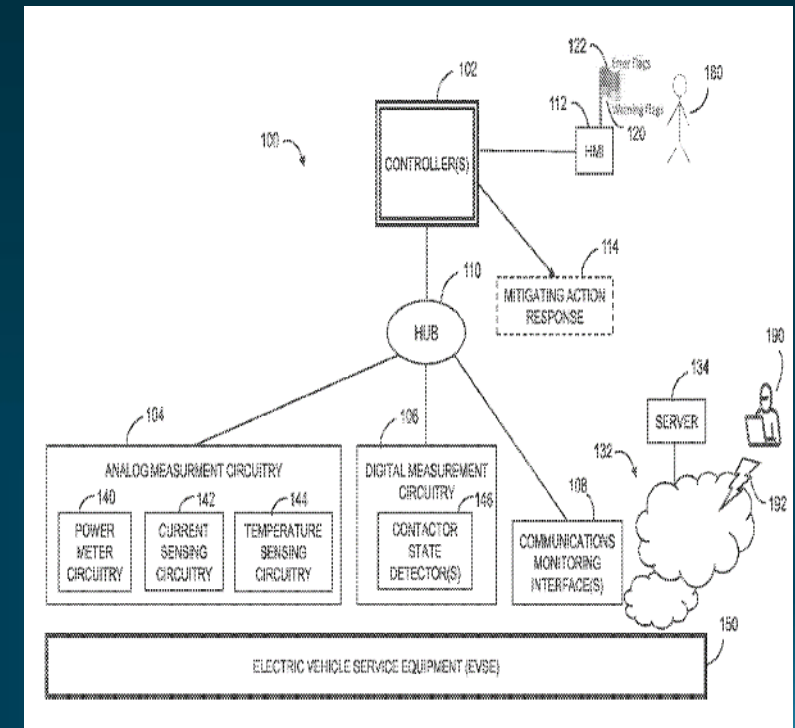 122
Error Flags
102
180
112
Warning Flags
120
100
CONTROLLER(S)
HMI
114
110
MITIGATING ACTION
RESPONSE
HUB
190
134
104
106
SERVER
132
ANALOG MEASURMENT CIRCUITRY
DIGITAL MEASUREMENT
CIRCUITRY
140
142
144
146
108
192
POWER
METER
CIRCUITRY
CURRENT
SENSING
CIRCUITRY
TEMPERATURE
SENSING
CIRCUITRY
CONTACTOR
STATE
DETECTOR(S)
COMMUNICATIONS
MONITORING
INTERFACE(S)
150
ELECTRIC VEHICLE SERVICE EQUIPMENT (EVSE)